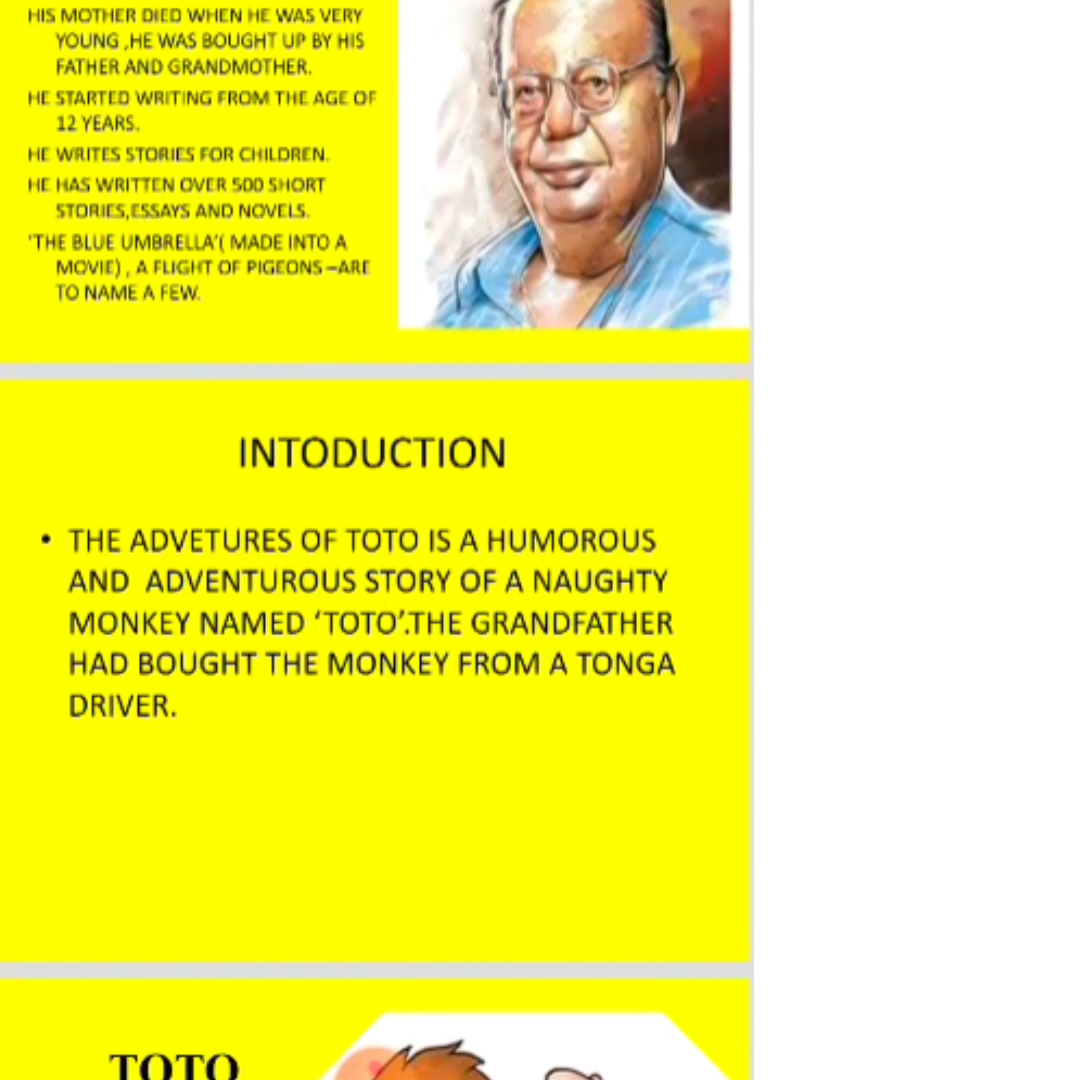 HIS MOTHER DIED WHEN HE WAS VERY
YOUNG ,HE WAS BOUGHT UP BY HIS
FATHER AND GRANDMOTHER.
HE STARTED WRITING FROM THE AGE OF
12 YEARS.
HE WRITES STORIES FOR CHILDREN.
HE HAS WRITTEN OVER 500 SHORT
STORIES,ESSAYS AND NOVELS.
'THE BLUE UMBRELLA'( MADE INTO A
MOVIE) , A FLIGHT OF PIGEONS –ARE
TO NAME A FEW.
INTODUCTION
• THE ADVETURES OF TOTO IS A HUMOROUS
AND ADVENTUROUS STORY OF A NAUGHTY
MONKEY NAMED ‘TOTO’.THE GRANDFATHER
HAD BOUGHT THE MONKEY FROM A TONGA
DRIVER.
TOTO